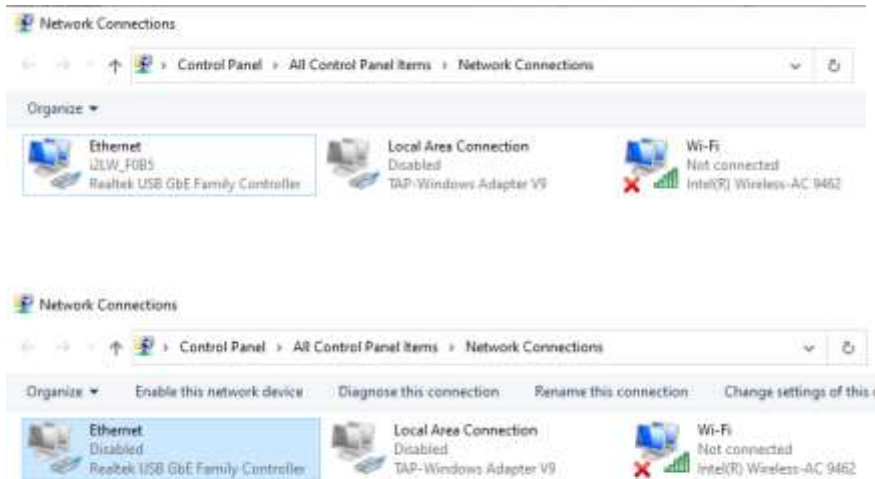 Network Connections
Control Panel › All Control Panel Items › Network Connections
Organize
Ethernet
i2LW_F0B5
Realtek USB GbE Family Controller
Local Area Connection
Disabled
TAP-Windows Adapter V9
Wi-Fi
Not connected
Intel(R) Wireless-AC 9462
Network Connections
Control Panel › All Control Panel Items › Network Connections
Organize Enable this network device Diagnose this connection Rename this connection Change settings of this
Ethernet
Disabled
Realtek USB GbE Family Controller
Local Area Connection
Disabled
TAP-Windows Adapter V9
Wi-Fi
Not connected
Intel(R) Wireless-AC 9462